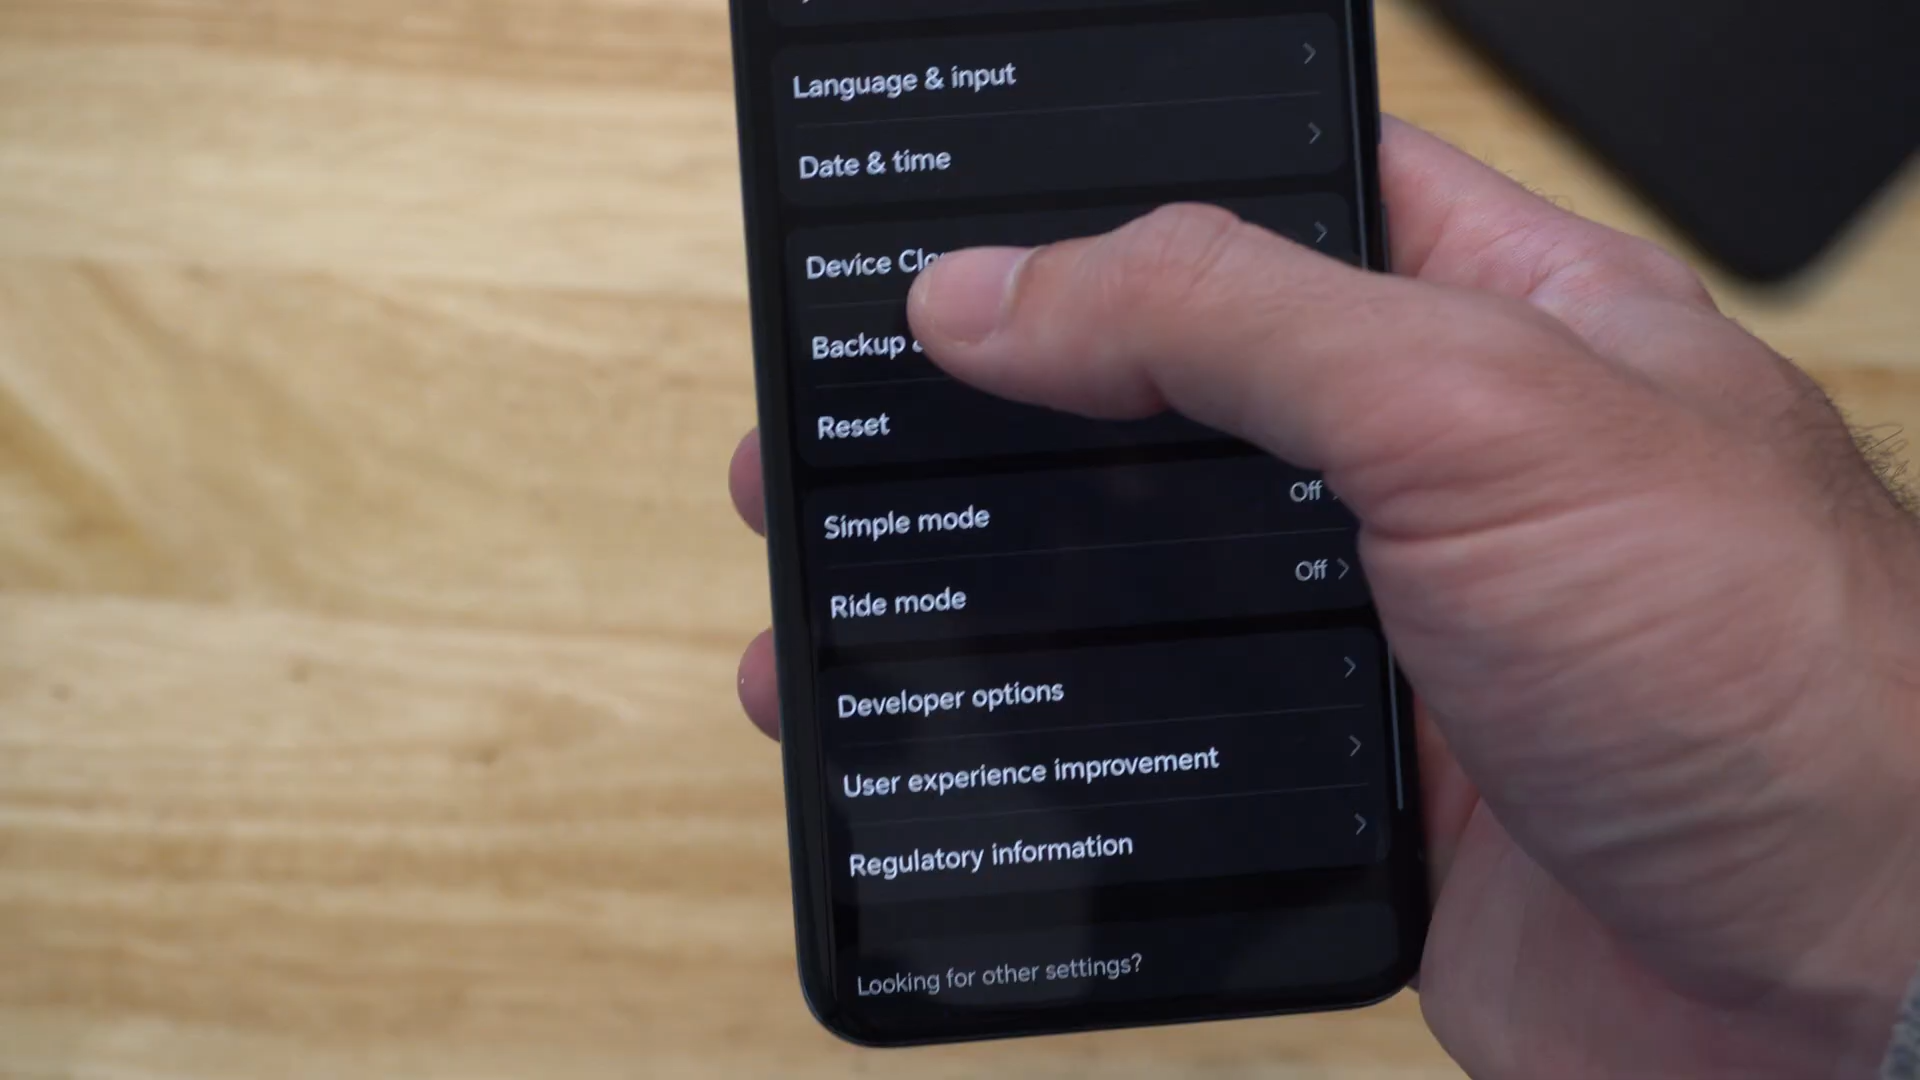 Language & input
Date & time
Device
Backup
Reset
Simple mode
Off
Ride mode
Off
Developer options
User experience improvement
Regulatory information
Looking for other settings?